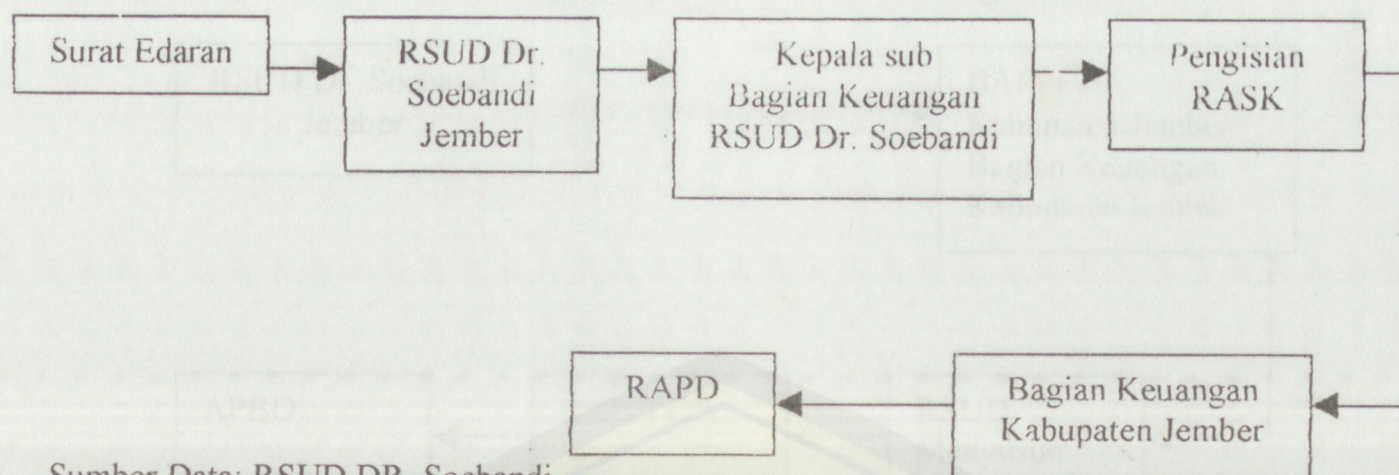 Surat Edaran
RSUD Dr.
Soebandi
Jember
Kepala sub
Bagian Keuangan
RSUD Dr. Soebandi
Pengisian
RASK
RAPD
Bagian Keuangan
Kabupaten Jember
Sumber Data: RSUD DR. Soebandi